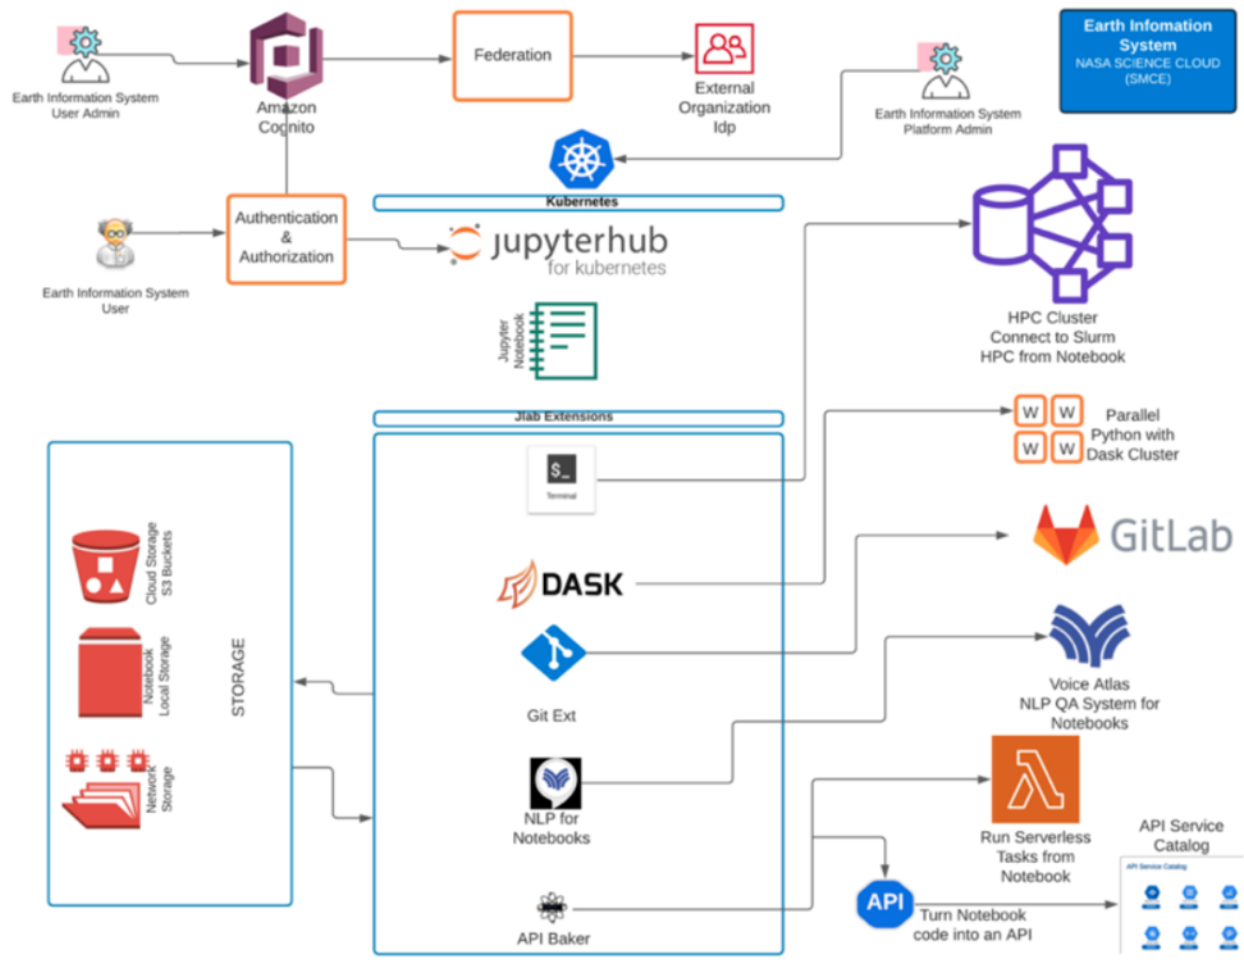 Earth Information System
User Admin
Amazon
Cognito
Federation
External
Organization
Idp
Earth Information System
Platform Admin
Earth Infomation
System
NASA SCIENCE CLOUD
(SMCE)
Kubernetes
Authentication
&
Authorization
Earth Information System
User
jupyterhub
for kubernetes
Jupyter
Notebook
HPC Cluster
Connect to Slurm
HPC from Notebook
Jlab Extensions
$_
Terminal
W W
W W
Parallel
Python with
Dask Cluster
DASK
GitLab
Git Ext
Cloud Storage
S3 Buckets
Notebook
Local Storage
Network
Storage
STORAGE
Voice Atlas
NLP QA System for
Notebooks
NLP for
Notebooks
Run Serverless
Tasks from
Notebook
API Baker
API
Turn Notebook
code into an API
API Service
Catalog
API Service Catalog